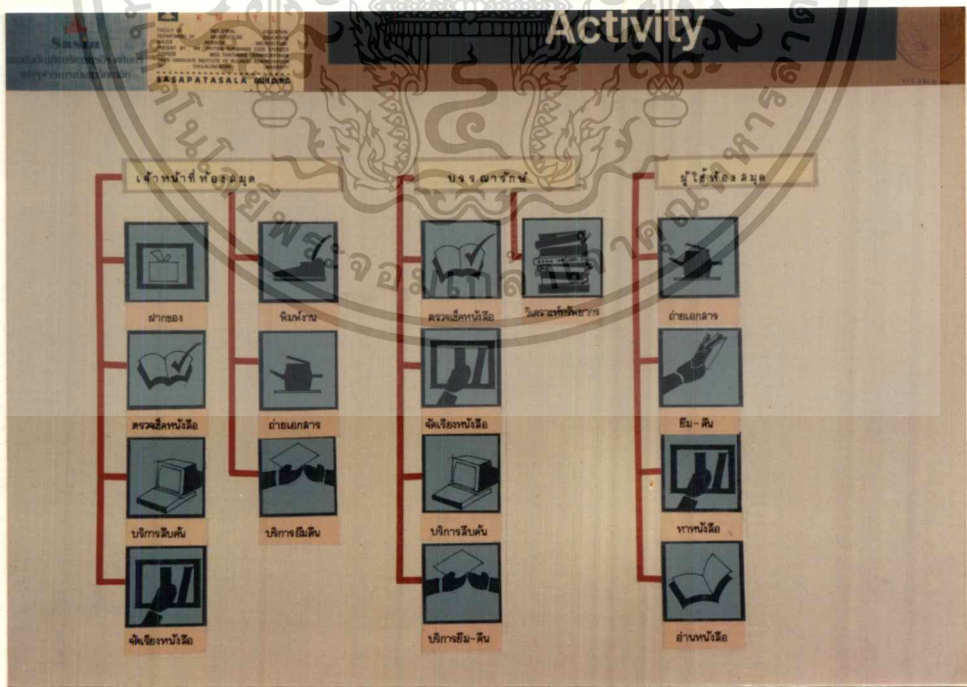 Activity
K M I T L
SASAPATASALA BUILDING
เจ้าหน้าที่ห้องสมุด
ฝากของ
พิมพ์งาน
ตรวจเช็คหนังสือ
ถ่ายเอกสาร
บริการสืบค้น
บริการยืมคืน
จัดเรียงหนังสือ
บรรณารักษ์
ตรวจเช็คหนังสือ
วิเคราะห์ทรัพยากร
จัดเรียงหนังสือ
บริการสืบค้น
บริการยืม-คืน
ผู้ใช้ห้องสมุด
ถ่ายเอกสาร
ยืม-คืน
หาหนังสือ
อ่านหนังสือ